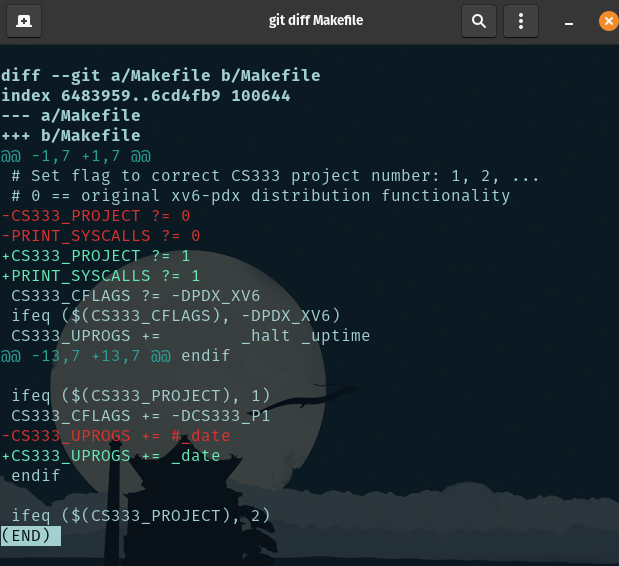 git diff Makefile
diff --git a/Makefile b/Makefile
index 6483959..6cd4fb9 100644
--- a/Makefile
+++ b/Makefile
@@ -1,7 +1,7 @@
 # Set flag to correct CS333 project number: 1, 2, ...
 # 0 == original xv6-pdx distribution functionality
-CS333_PROJECT ?= 0
-PRINT_SYSCALLS ?= 0
+CS333_PROJECT ?= 1
+PRINT_SYSCALLS ?= 1
 CS333_CFLAGS ?= -DPDX_XV6
 ifeq ($(CS333_CFLAGS), -DPDX_XV6)
 CS333_UPROGS +=        _halt _uptime
@@ -13,7 +13,7 @@ endif

 ifeq ($(CS333_PROJECT), 1)
 CS333_CFLAGS += -DCS333_P1
-CS333_UPROGS += #_date
+CS333_UPROGS += _date
 endif

 ifeq ($(CS333_PROJECT), 2)
(END)